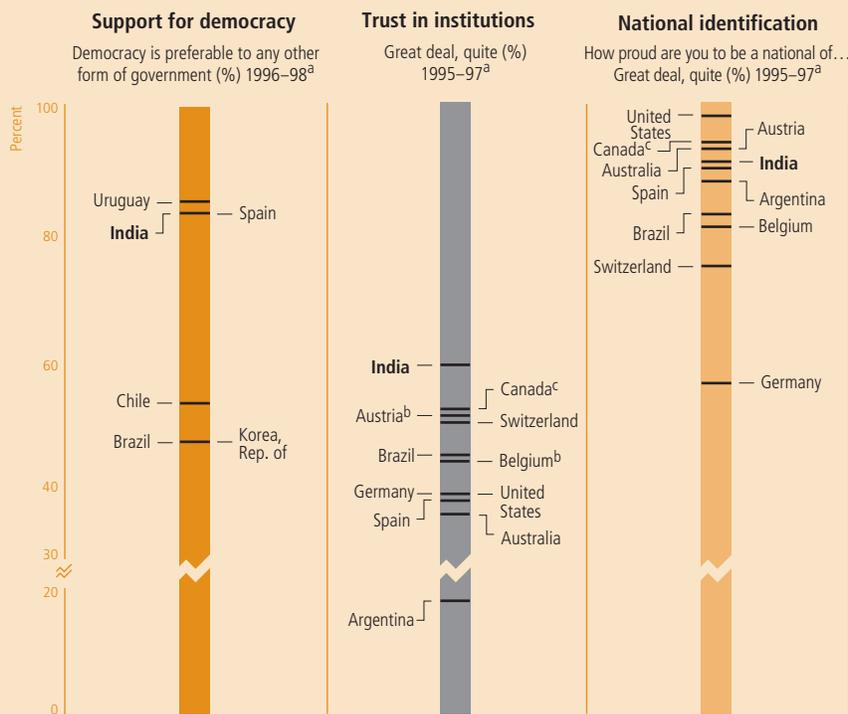 Support for democracy
Democracy is preferable to any other
form of government (%) 1996–98a
Trust in institutions
Great deal, quite (%)
1995–97a
National identification
How proud are you to be a national of…
Great deal, quite (%) 1995–97a
Percent
100
80
60
40
30
20
0
Uruguay
Spain
India
Chile
Brazil
Korea,
Rep. of
India
Canadac
Austriab
Switzerland
Brazil
Belgiumb
Germany
United
States
Spain
Australia
Argentina
United
States
Austria
Canadac
India
Australia
Spain
Argentina
Brazil
Belgium
Switzerland
Germany